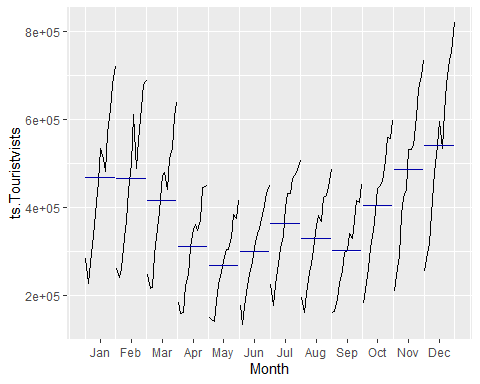 8e+05
6e+05
4e+05
2e+05
ts.Touristvists
Jan Feb Mar Apr May Jun Jul Aug Sep Oct Nov Dec
Month